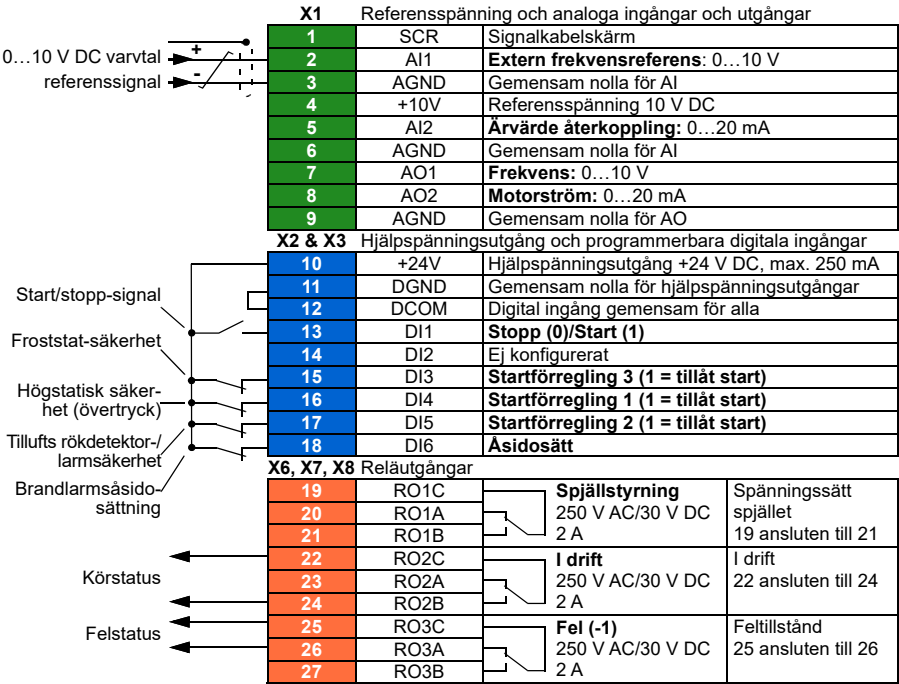 X1 Referensspänning och analoga ingångar och utgångar
1 SCR Signalkabelskärm
2 AI1 Extern frekvensreferens: 0…10 V
3 AGND Gemensam nolla för AI
4 +10V Referensspänning 10 V DC
5 AI2 Ärvärde återkoppling: 0…20 mA
6 AGND Gemensam nolla för AI
7 AO1 Frekvens: 0…10 V
8 AO2 Motorström: 0…20 mA
9 AGND Gemensam nolla för AO
0…10 V DC varvtal +
referenssignal -
X2 & X3 Hjälpspänningsutgång och programmerbara digitala ingångar
10 +24V Hjälpspänningsutgång +24 V DC, max. 250 mA
11 DGND Gemensam nolla för hjälpspänningsutgångar
12 DCOM Digital ingång gemensam för alla
13 DI1 Stopp (0)/Start (1)
14 DI2 Ej konfigurerat
15 DI3 Startförregling 3 (1 = tillåt start)
16 DI4 Startförregling 1 (1 = tillåt start)
17 DI5 Startförregling 2 (1 = tillåt start)
18 DI6 Åsidosätt
Start/stopp-signal
Froststat-säkerhet
Högstatisk säker-
het (övertryck)
Tillufts rökdetektor-/
larmsäkerhet
Brandlarmsåsido-
sättning
X6, X7, X8 Reläutgångar
19 RO1C Spjällstyrning Spänningssätt
20 RO1A 250 V AC/30 V DC spjället
21 RO1B 2 A 19 ansluten till 21
22 RO2C I drift I drift
23 RO2A 250 V AC/30 V DC 22 ansluten till 24
24 RO2B 2 A
25 RO3C Fel (-1) Feltillstånd
26 RO3A 250 V AC/30 V DC 25 ansluten till 26
27 RO3B 2 A
Körstatus
Felstatus